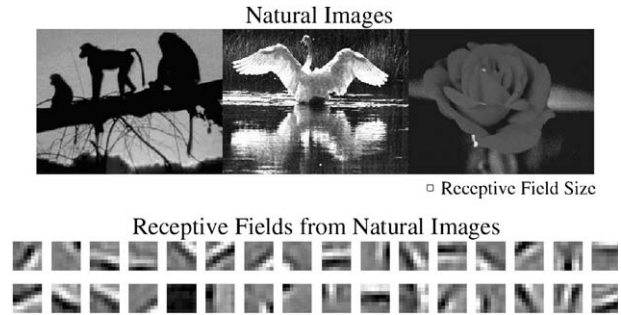 Natural Images
Receptive Field Size
Receptive Fields from Natural Images